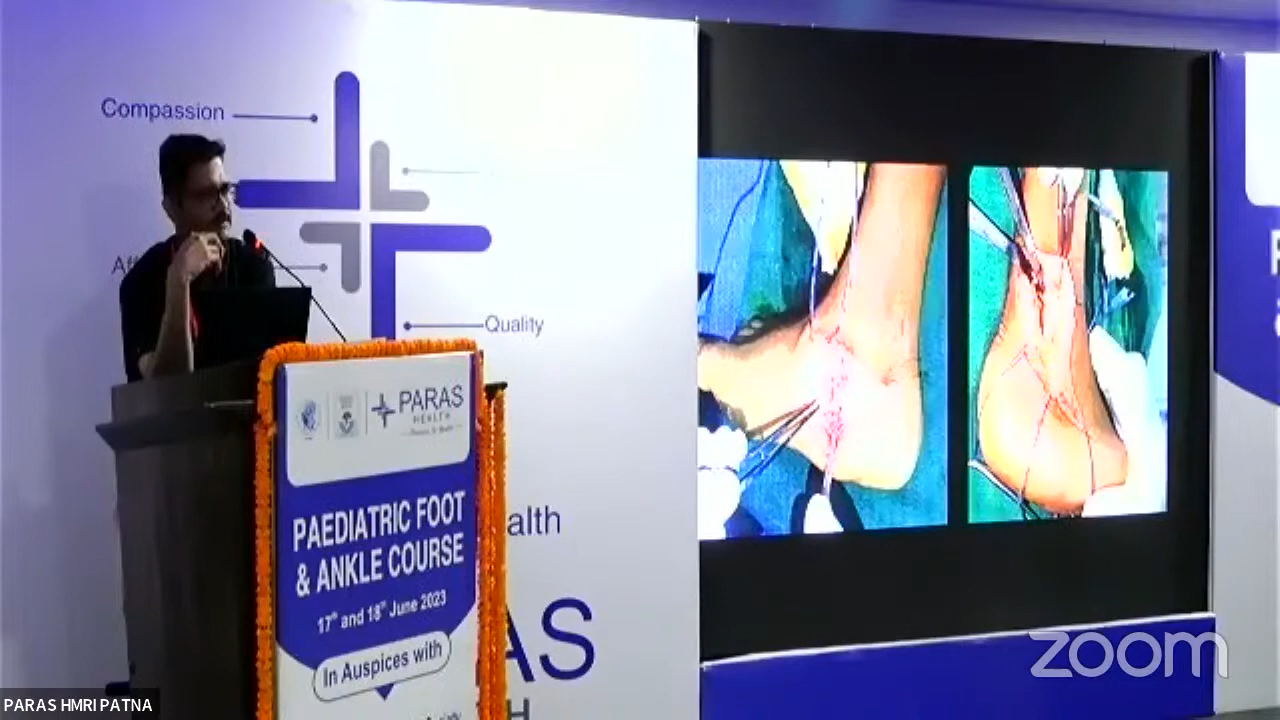 Compassion
Quality
PARAS
HEALTH
PAEDIATRIC FOOT
& ANKLE COURSE
17th and 18th June 2023
In Auspices with
ealth
AS
H
zoom
PARAS HMRI PATNA